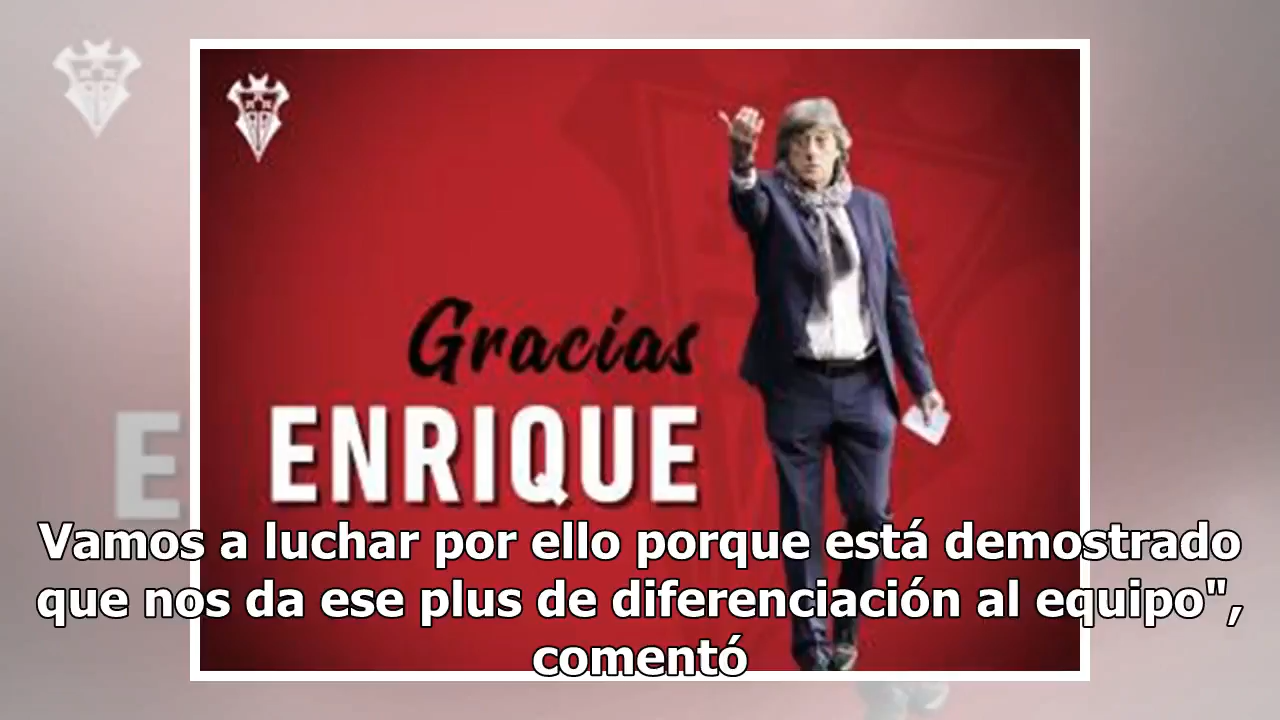 Gracias
ENRIQUE
E
Vamos a luchar por ello porque está demostrado
que nos da ese plus de diferenciación al equipo",
comentó